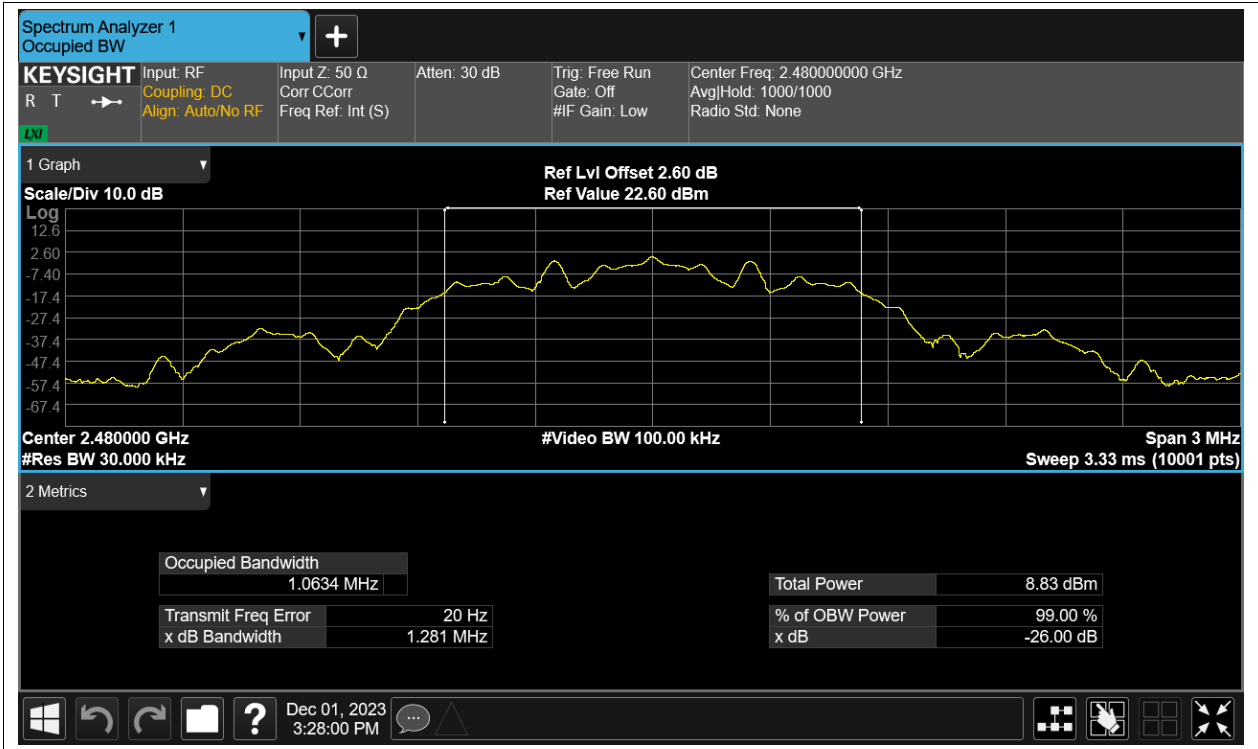 Spectrum Analyzer 1
Occupied BW
KEYSIGHT
R T
LXI
Input: RF
Coupling: DC
Align: Auto/No RF
Input Z: 50 Ω
Corr CCorr
Freq Ref: Int (S)
Atten: 30 dB
Trig: Free Run
Gate: Off
#IF Gain: Low
Center Freq: 2.480000000 GHz
Avg|Hold: 1000/1000
Radio Std: None
1 Graph
Scale/Div 10.0 dB
Ref Lvl Offset 2.60 dB
Ref Value 22.60 dBm
Log
12.6
2.60
-7.40
-17.4
-27.4
-37.4
-47.4
-57.4
-67.4
Center 2.480000 GHz
#Res BW 30.000 kHz
#Video BW 100.00 kHz
Span 3 MHz
Sweep 3.33 ms (10001 pts)
2 Metrics
Occupied Bandwidth
1.0634 MHz
Transmit Freq Error 20 Hz
x dB Bandwidth 1.281 MHz
Total Power 8.83 dBm
% of OBW Power 99.00 %
x dB -26.00 dB
?
Dec 01, 2023
3:28:00 PM